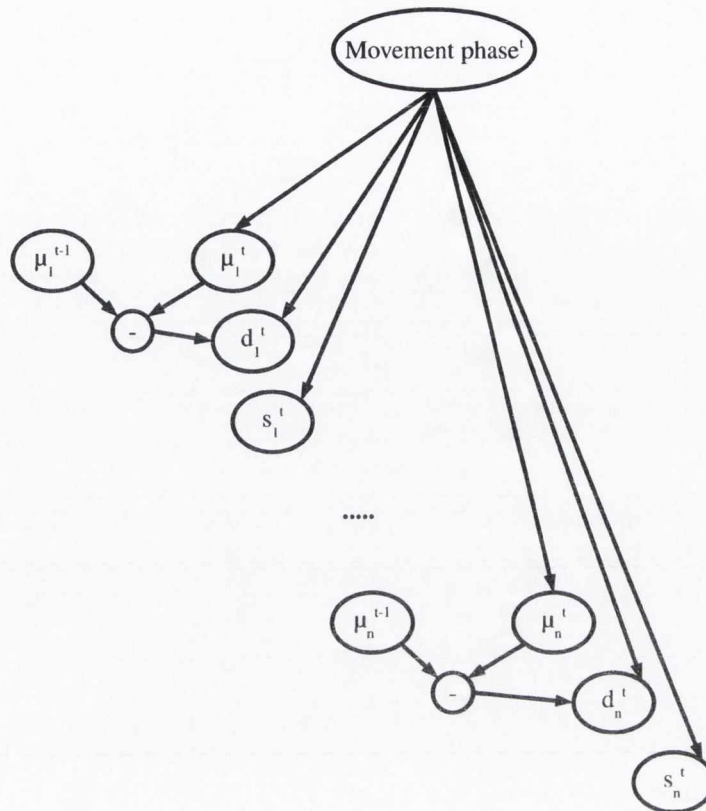 Movement phase^t
μ_1^{t-1}
μ_1^t
-
d_1^t
s_1^t
.....
μ_n^{t-1}
μ_n^t
-
d_n^t
s_n^t